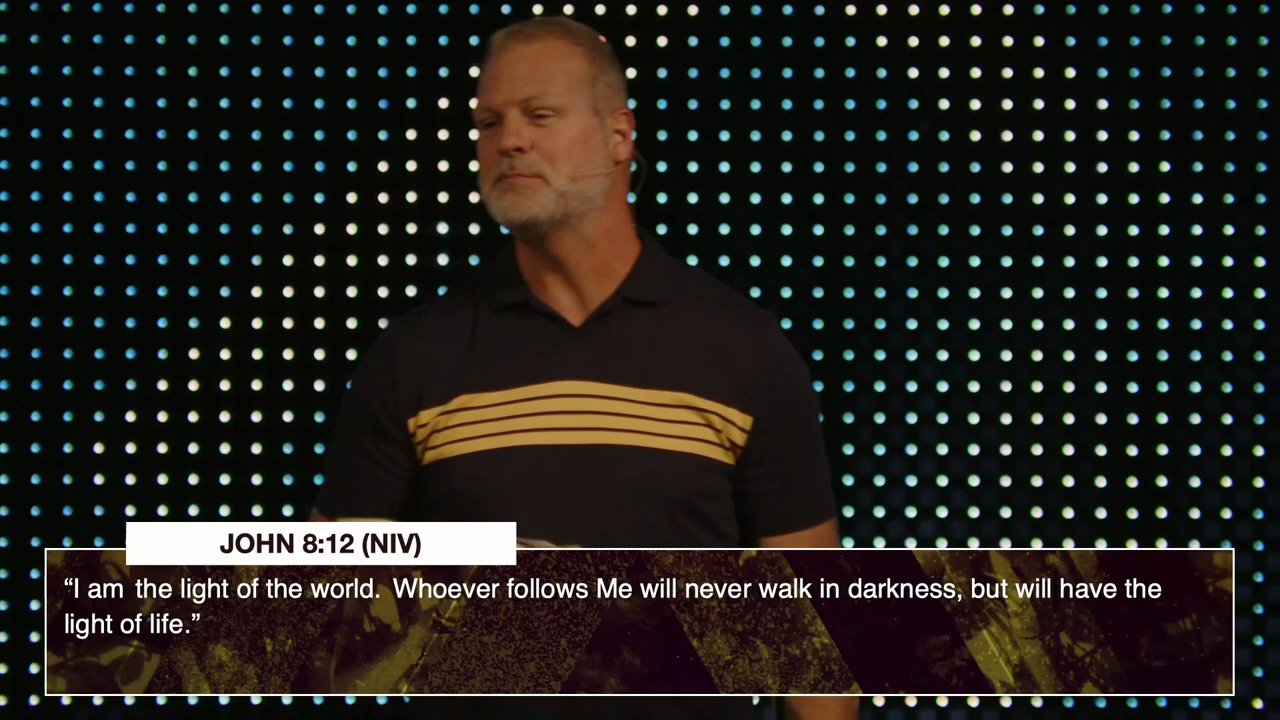 JOHN 8:12 (NIV)
“I am the light of the world. Whoever follows Me will never walk in darkness, but will have the
light of life.”